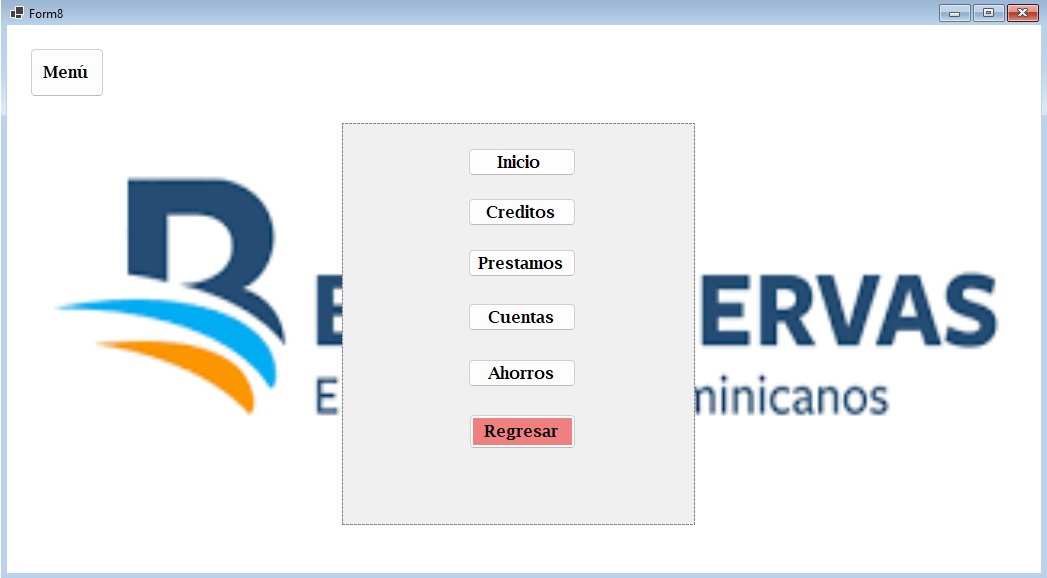 Form8
Menú
Inicio
Creditos
Prestamos
Cuentas
Ahorros
Regresar
B ERVAS
E minicanos